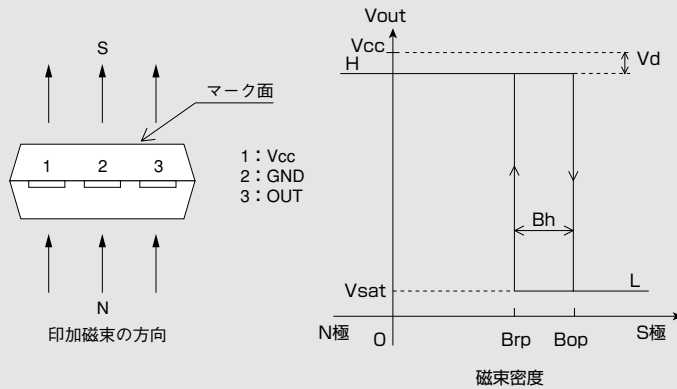 S
マーク面
1 2 3
1：Vcc
2：GND
3：OUT
N
印加磁束の方向
Vout
Vcc
H
Vd
Bh
Vsat
L
N極
O
Brp
Bop
S極
磁束密度